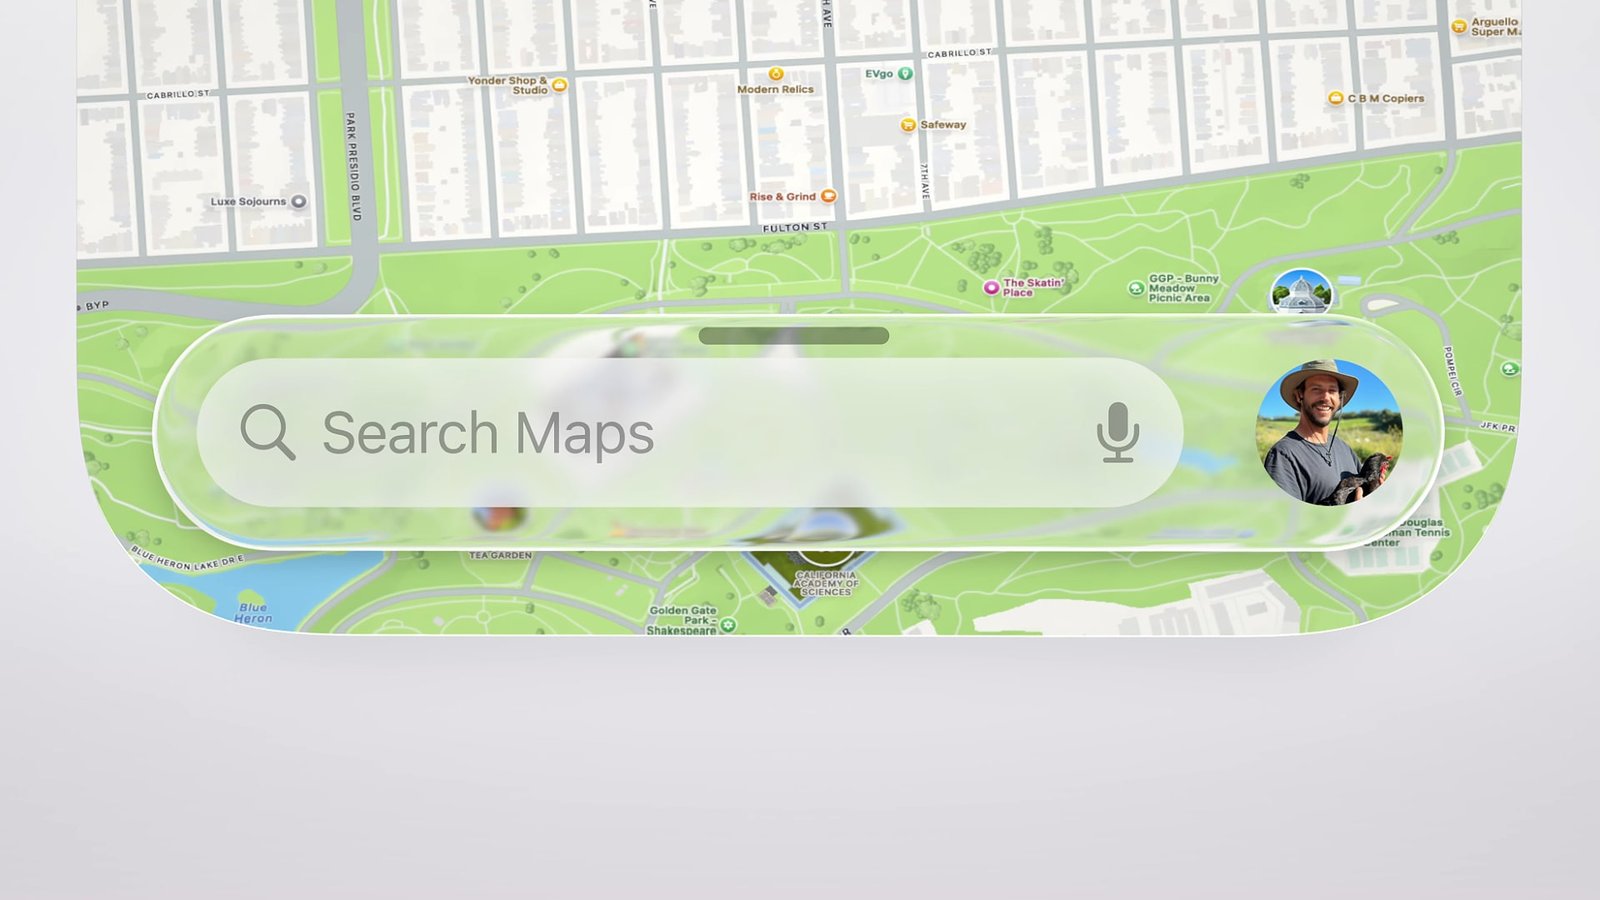 H AVE
Arguello
Super Ma
CABRILLO ST
EVgo
Yonder Shop &
Studio
Modern Relics
CABRILLO ST
C B M Copiers
Safeway
PARK PRESIDIO BLVD
7TH AVE
Rise & Grind
Luxe Sojourns
FULTON ST
The Skatin'
Place
GGP - Bunny
Meadow
Picnic Area
BYP
POMPEI CIR
Search Maps
JFK PR
Douglas
man Tennis
Center
BLUE HERON LAKE DR E
TEA GARDEN
CALIFORNIA
ACADEMY OF
SCIENCES
Blue
Heron
Golden Gate
Park -
Shakespeare